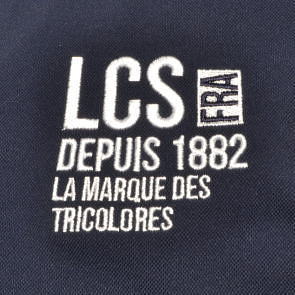 LCS FRA
DEPUIS 1882
LA MARQUE DES
TRICOLORES